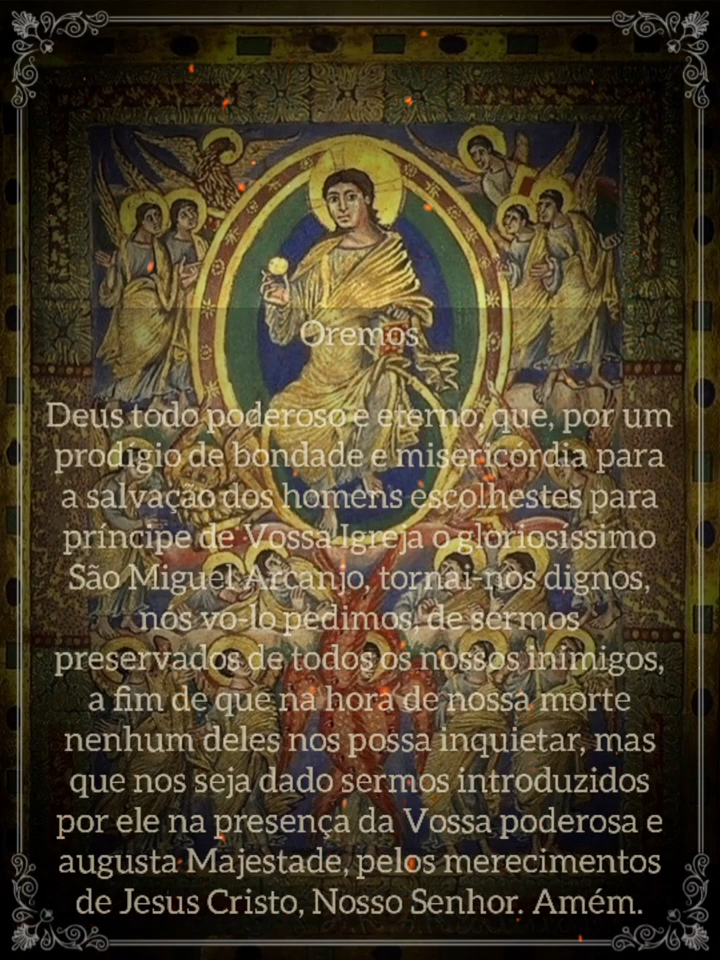 Oremos
Deus todo poderoso e eterno, que, por um
prodígio de bondade e misericordia para
a salvação dos homens escolhestes para
príncipe de Vossa Igreja o gloriosíssimo
São Miguel Arcanjo, tornai-nos dignos,
nós vo-lo pedimos, de sermos
preservados de todos os nossos inimigos,
a fim de que na hora de nossa morte
nenhum deles nos possa inquietar, mas
que nos seja dado sermos introduzidos
por ele na presença da Vossa poderosa e
augusta Majestade, pelos merecimentos
de Jesus Cristo, Nosso Senhor. Amém.